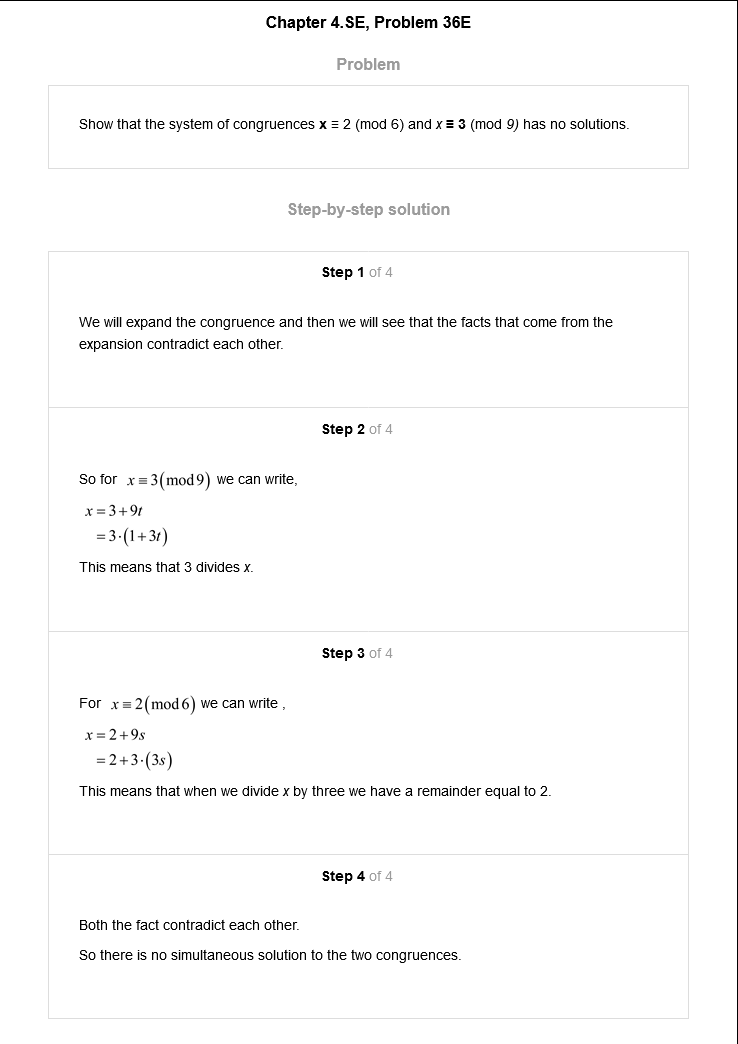 Chapter 4.SE, Problem 36E
Problem
Show that the system of congruences x ≡ 2 (mod 6) and x ≡ 3 (mod 9) has no solutions.
Step-by-step solution
Step 1 of 4
We will expand the congruence and then we will see that the facts that come from the
expansion contradict each other.
Step 2 of 4
So for x ≡ 3(mod 9) we can write,
x = 3+9t
= 3·(1+3t)
This means that 3 divides x.
Step 3 of 4
For x ≡ 2(mod 6) we can write ,
x = 2+9s
= 2+3·(3s)
This means that when we divide x by three we have a remainder equal to 2.
Step 4 of 4
Both the fact contradict each other.
So there is no simultaneous solution to the two congruences.